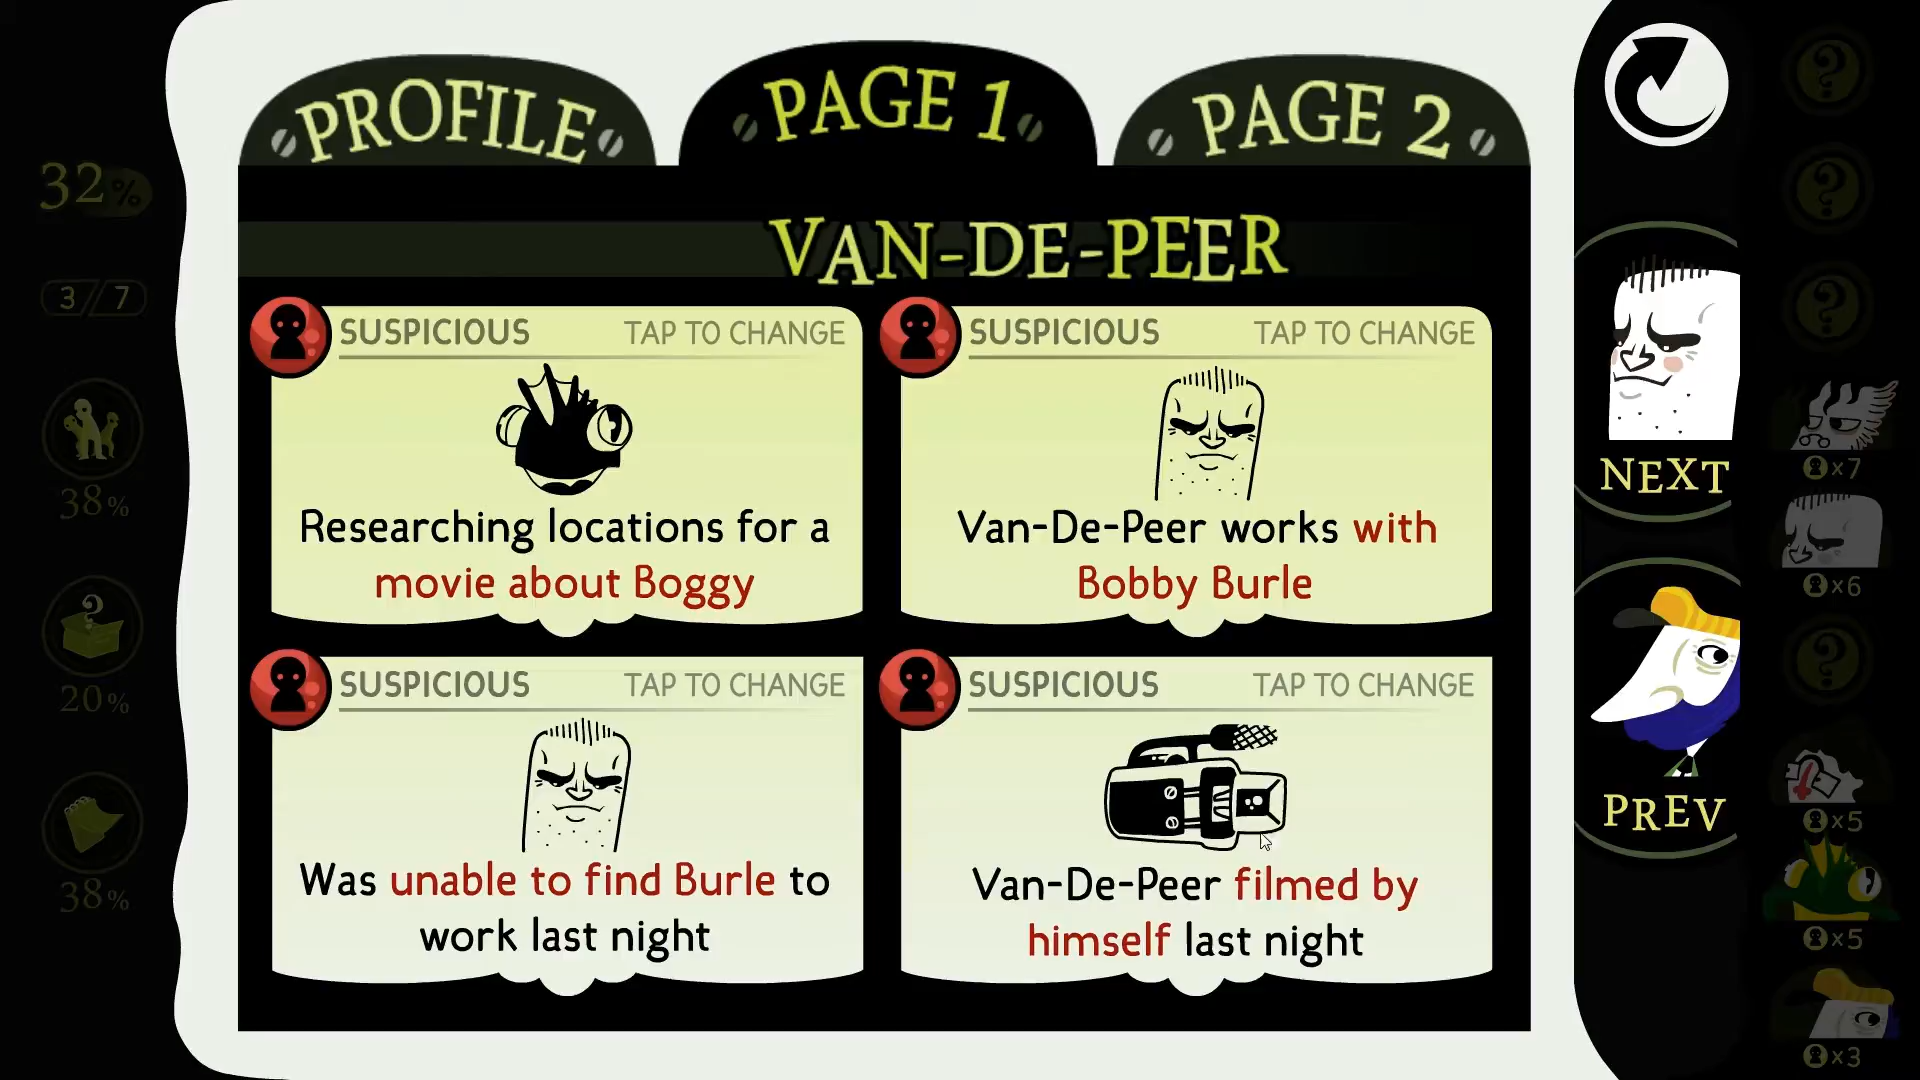 PROFILE
PAGE 1
PAGE 2
VAN-DE-PEER
SUSPICIOUS TAP TO CHANGE
Researching locations for a
movie about Boggy
SUSPICIOUS TAP TO CHANGE
Van-De-Peer works with
Bobby Burle
SUSPICIOUS TAP TO CHANGE
Was unable to find Burle to
work last night
SUSPICIOUS TAP TO CHANGE
Van-De-Peer filmed by
himself last night
32%
3/7
38%
20%
38%
NEXT
PREV
?
?
?
x7
x6
?
x5
x5
x3